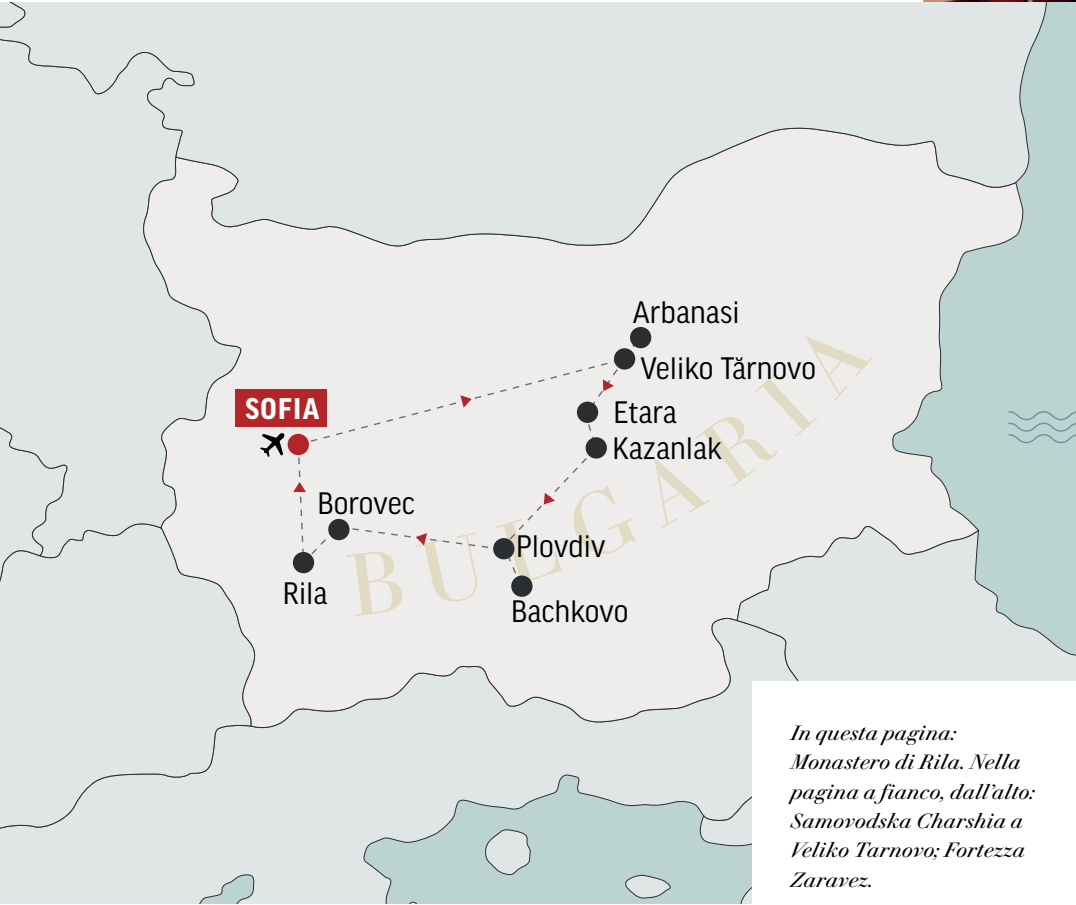 Arbanasi
Veliko Tărnovo
SOFIA
Etara
Kazanlak
Borovec
Plovdiv
Rila
Bachkovo
BULGARIA
In questa pagina:
Monastero di Rila. Nella
pagina a fianco, dall'alto:
Samovodska Charshia a
Veliko Tarnovo; Fortezza
Zaravez.